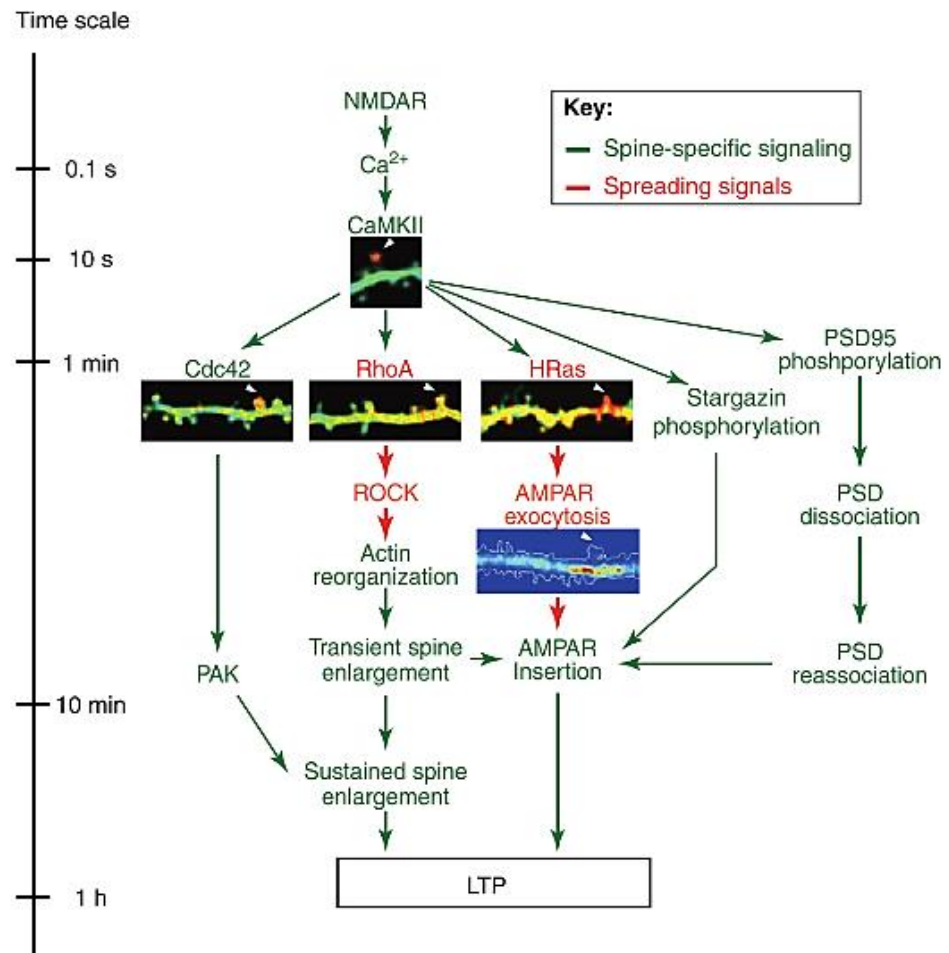 Time scale
NMDAR
Key:
Spine-specific signaling
Spreading signals
0.1 s
Ca2+
CaMKII
10 s
PSD95
phoshporylation
1 min
Cdc42
RhoA
HRas
Stargazin
phosphorylation
ROCK
AMPAR
exocytosis
PSD
dissociation
Actin
reorganization
Transient spine
enlargement
AMPAR
Insertion
PSD
reassociation
PAK
10 min
Sustained spine
enlargement
LTP
1 h